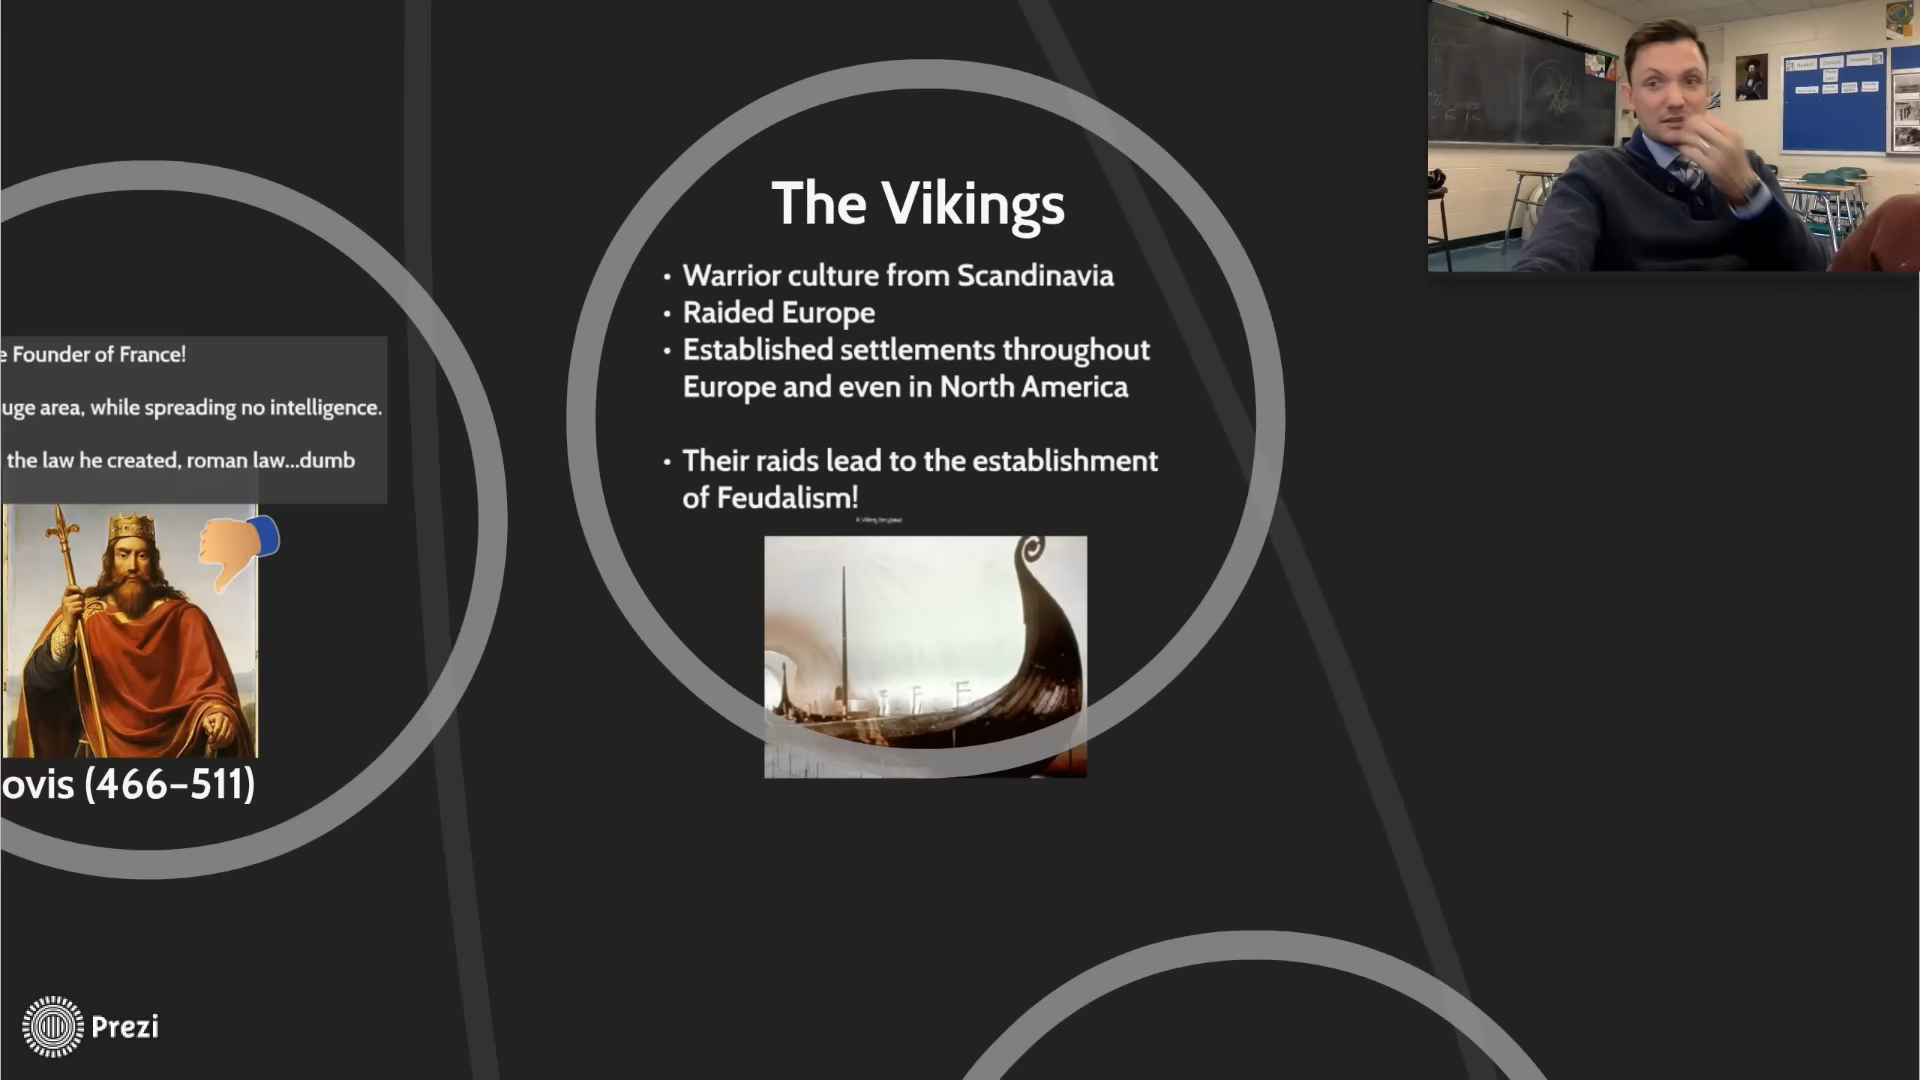 The Vikings
• Warrior culture from Scandinavia
• Raided Europe
• Established settlements throughout
Europe and even in North America
• Their raids lead to the establishment
of Feudalism!
e Founder of France!
uge area, while spreading no intelligence.
the law he created, roman law...dumb
ovis (466–511)
Prezi